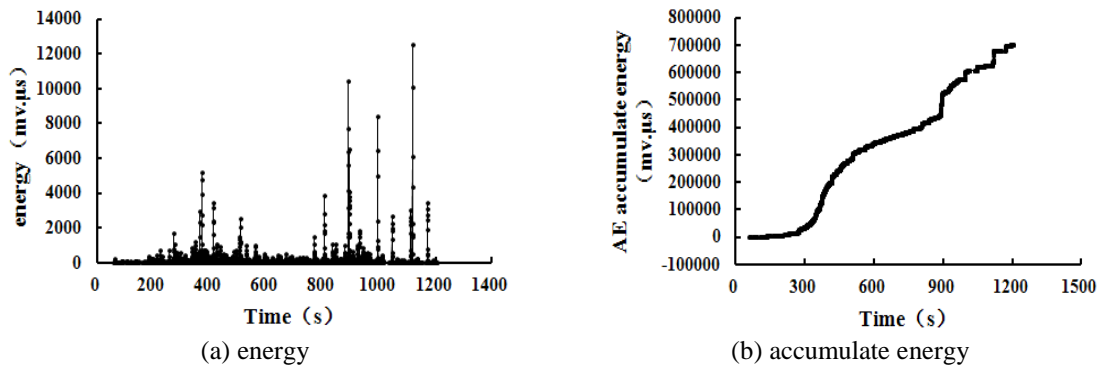 14000
12000
10000
8000
6000
4000
2000
0
energy（mv.μs）
0 200 400 600 800 1000 1200 1400
Time（s）
(a) energy
800000
700000
600000
500000
400000
300000
200000
100000
0
-100000
AE accumulate energy
（mv.μs）
0 300 600 900 1200 1500
Time（s）
(b) accumulate energy